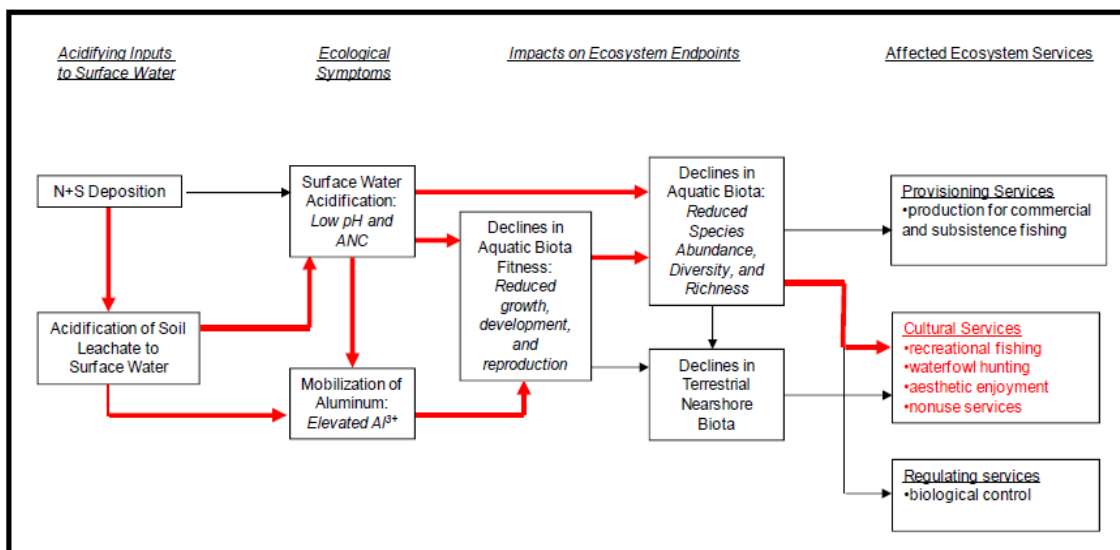 Acidifying Inputs
to Surface Water
Ecological
Symptoms
Impacts on Ecosystem Endpoints
Affected Ecosystem Services
N+S Deposition
Acidification of Soil
Leachate to
Surface Water
Surface Water
Acidification:
Low pH and
ANC
Mobilization of
Aluminum:
Elevated Al³⁺
Declines in
Aquatic Biota
Fitness:
Reduced
growth,
development,
and
reproduction
Declines in
Aquatic Biota:
Reduced
Species
Abundance,
Diversity, and
Richness
Declines in
Terrestrial
Nearshore
Biota
Provisioning Services
•production for commercial
and subsistence fishing
Cultural Services
•recreational fishing
•waterfowl hunting
•aesthetic enjoyment
•nonuse services
Regulating services
•biological control